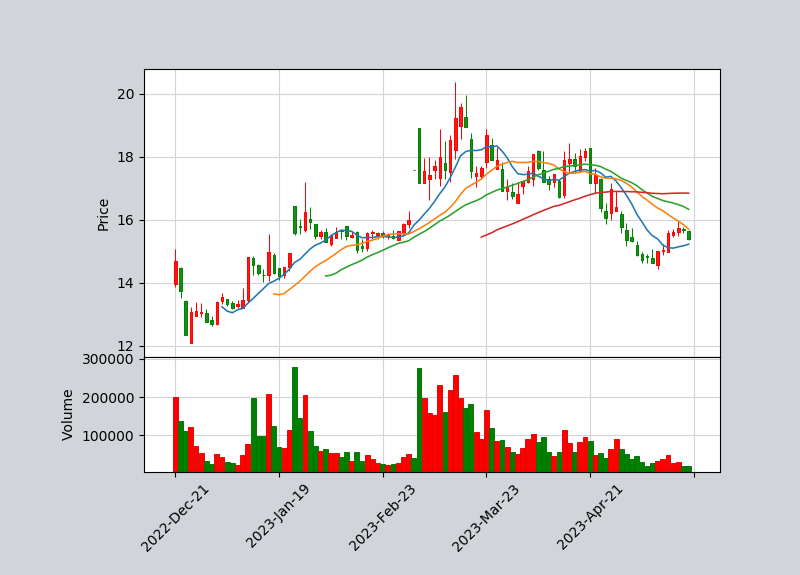 20
18
16
14
12
Price
300000
200000
100000
Volume
2022-Dec-21
2023-Jan-19
2023-Feb-23
2023-Mar-23
2023-Apr-21